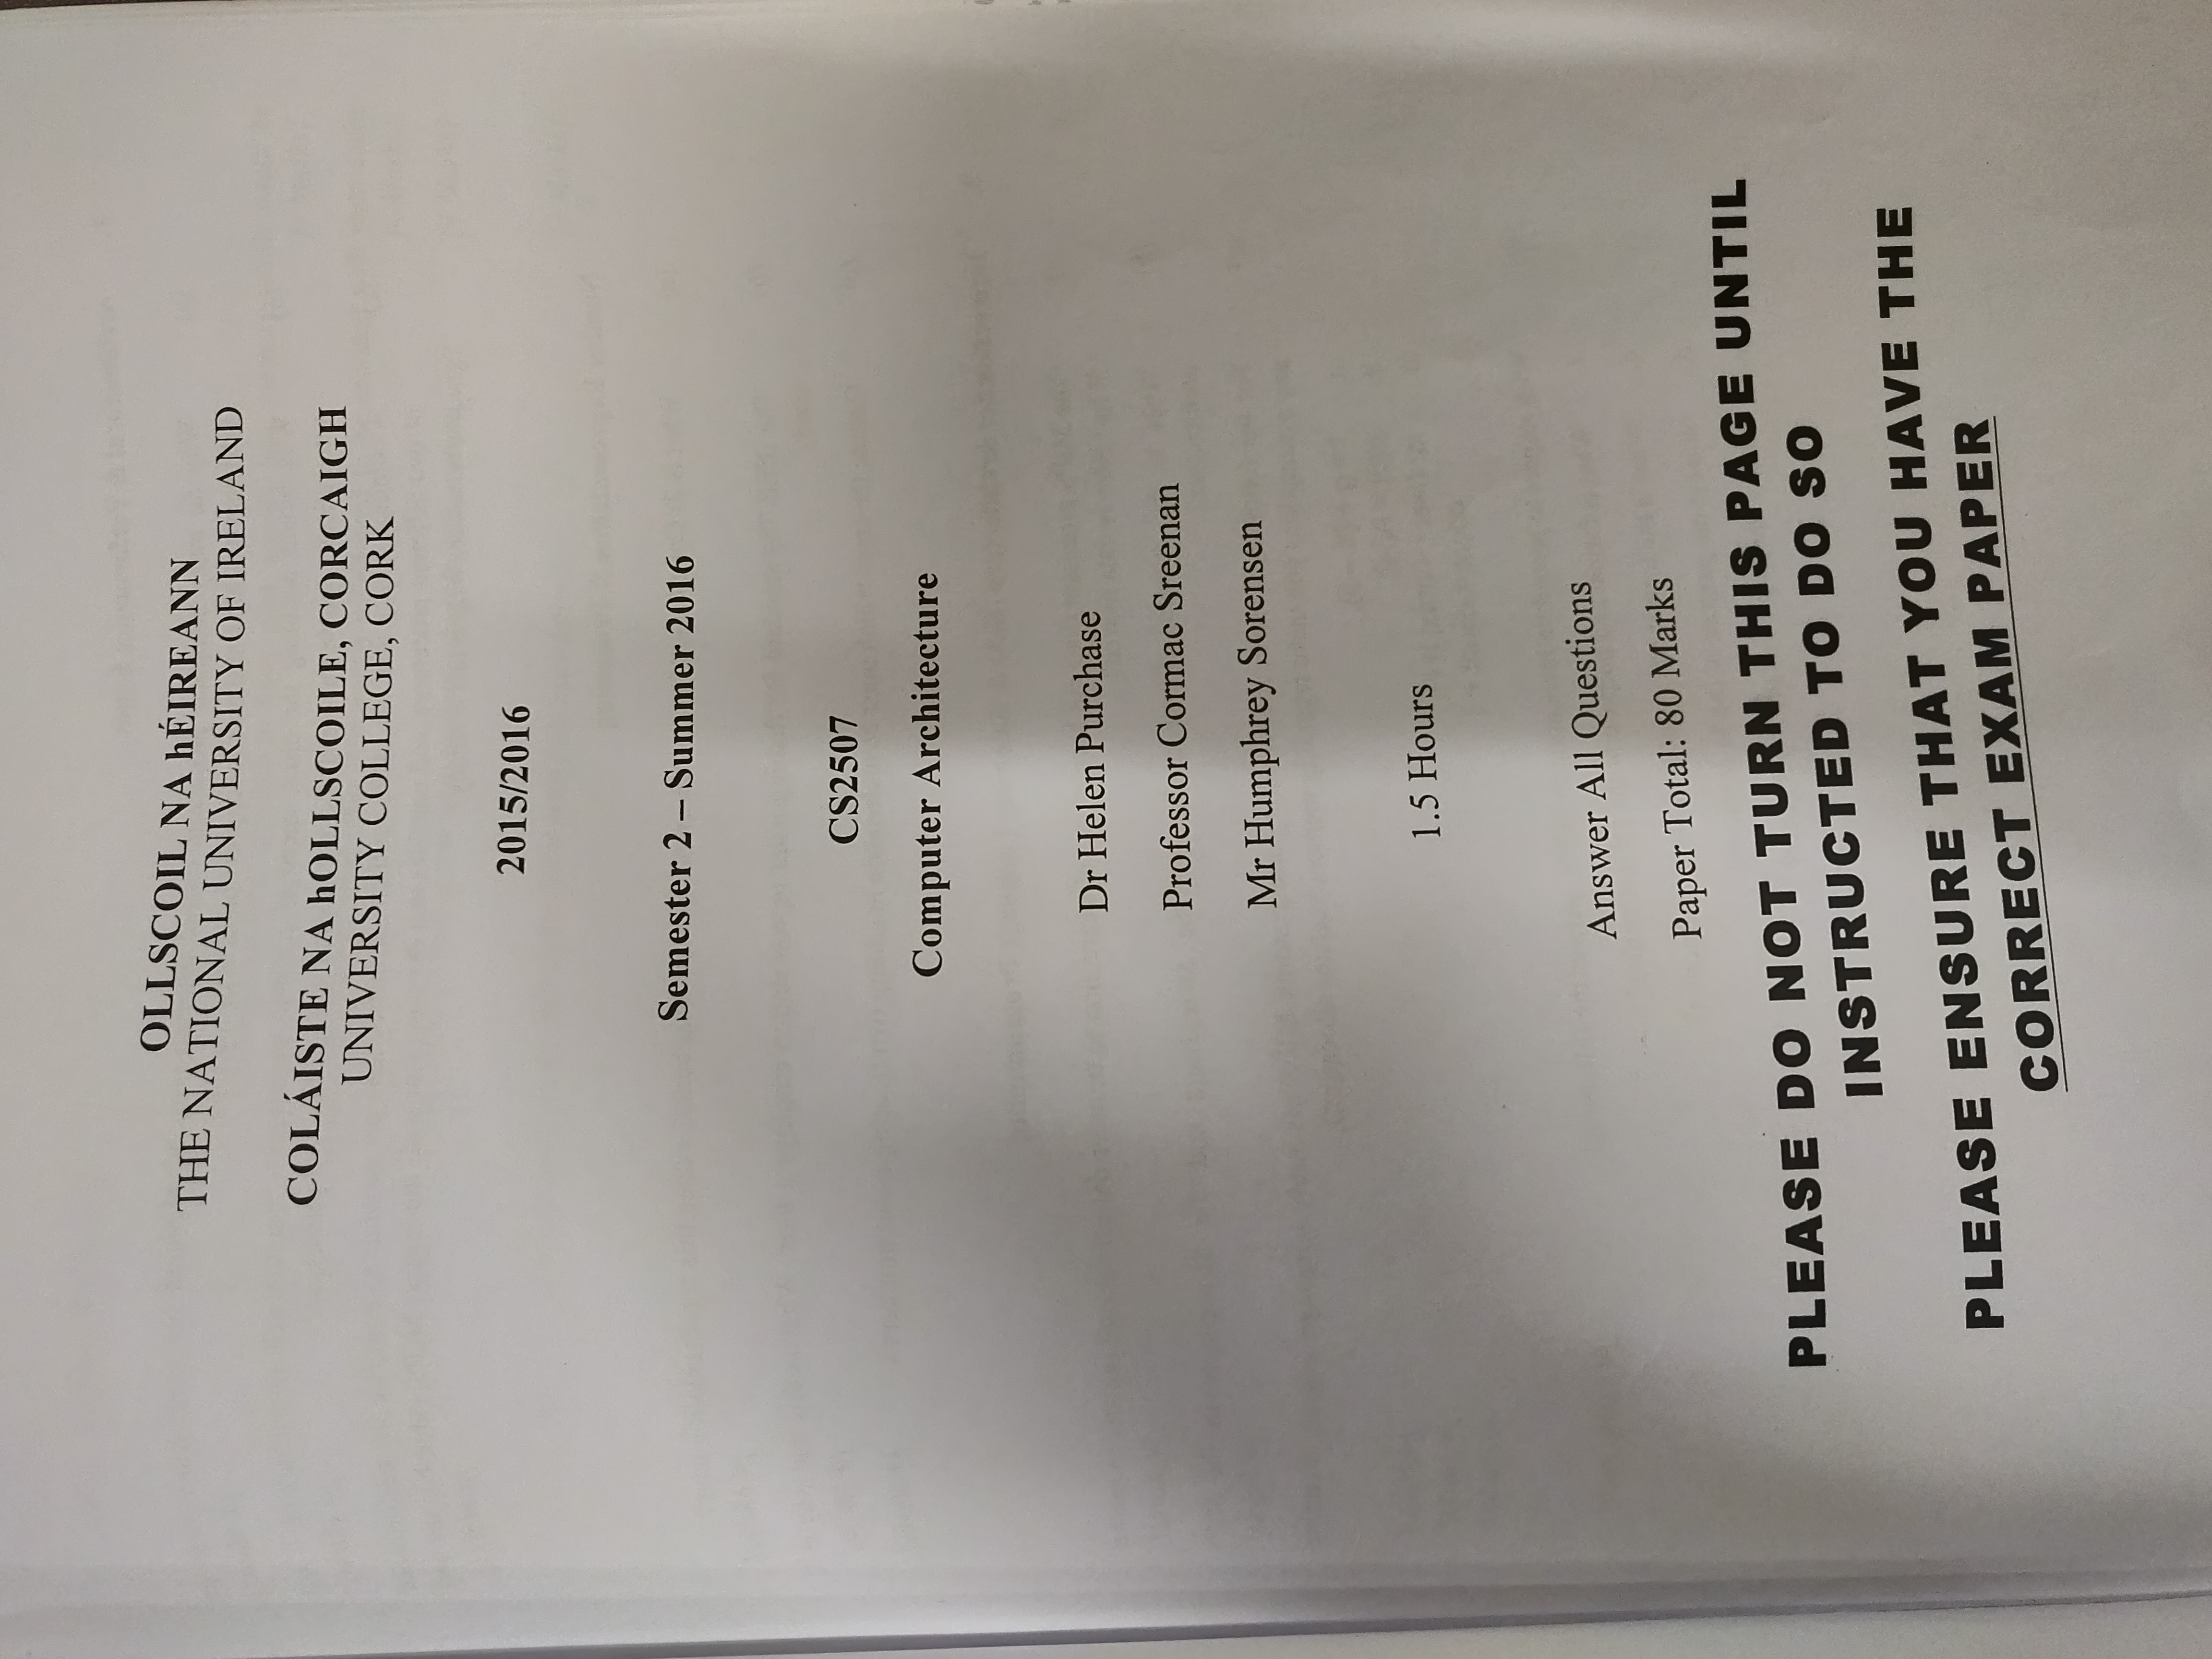 OLLSCOIL NA hÉIREANN
THE NATIONAL UNIVERSITY OF IRELAND
COLÁISTE NA hOLLSCOILE, CORCAIGH
UNIVERSITY COLLEGE, CORK
2015/2016
Semester 2 – Summer 2016
CS2507
Computer Architecture
Dr Helen Purchase
Professor Cormac Sreenan
Mr Humphrey Sorensen
1.5 Hours
Answer All Questions
Paper Total: 80 Marks
PLEASE DO NOT TURN THIS PAGE UNTIL
INSTRUCTED TO DO SO
PLEASE ENSURE THAT YOU HAVE THE
CORRECT EXAM PAPER